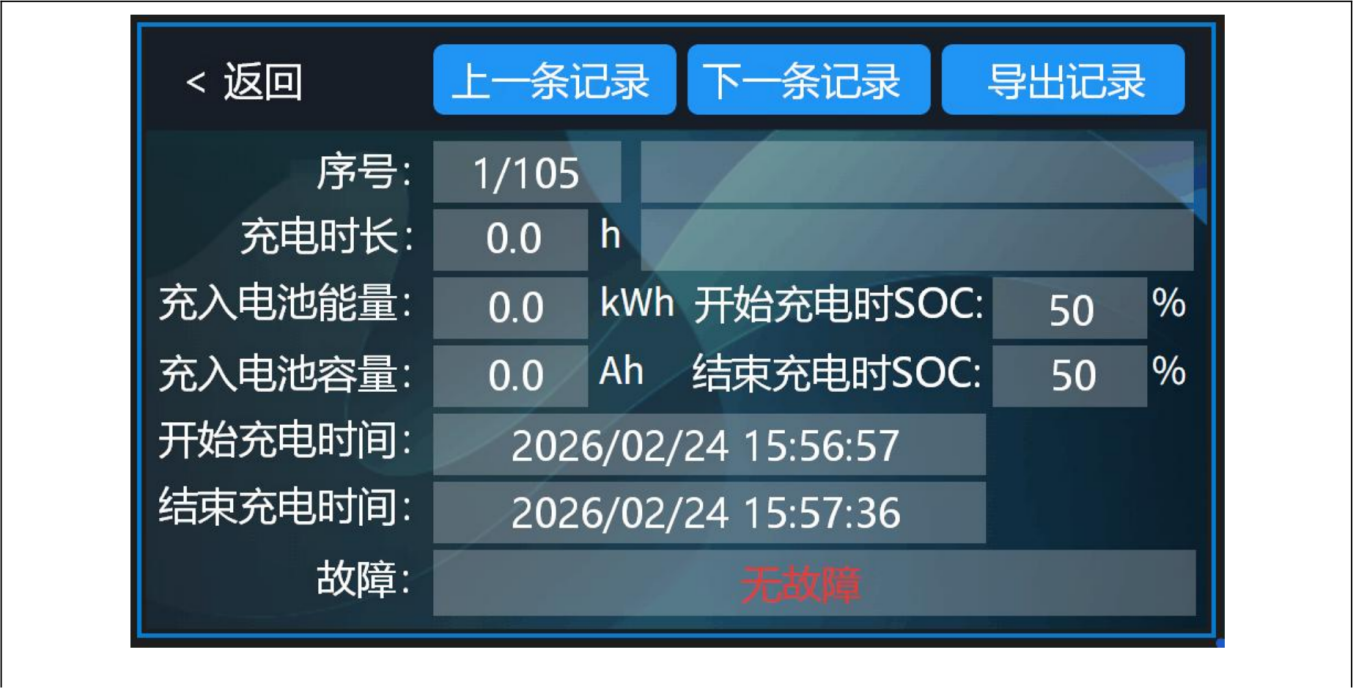 < 返回 上一条记录 下一条记录 导出记录
序号: 1/105
充电时长: 0.0 h
充入电池能量: 0.0 kWh 开始充电时SOC: 50 %
充入电池容量: 0.0 Ah 结束充电时SOC: 50 %
开始充电时间: 2026/02/24 15:56:57
结束充电时间: 2026/02/24 15:57:36
故障: 无故障